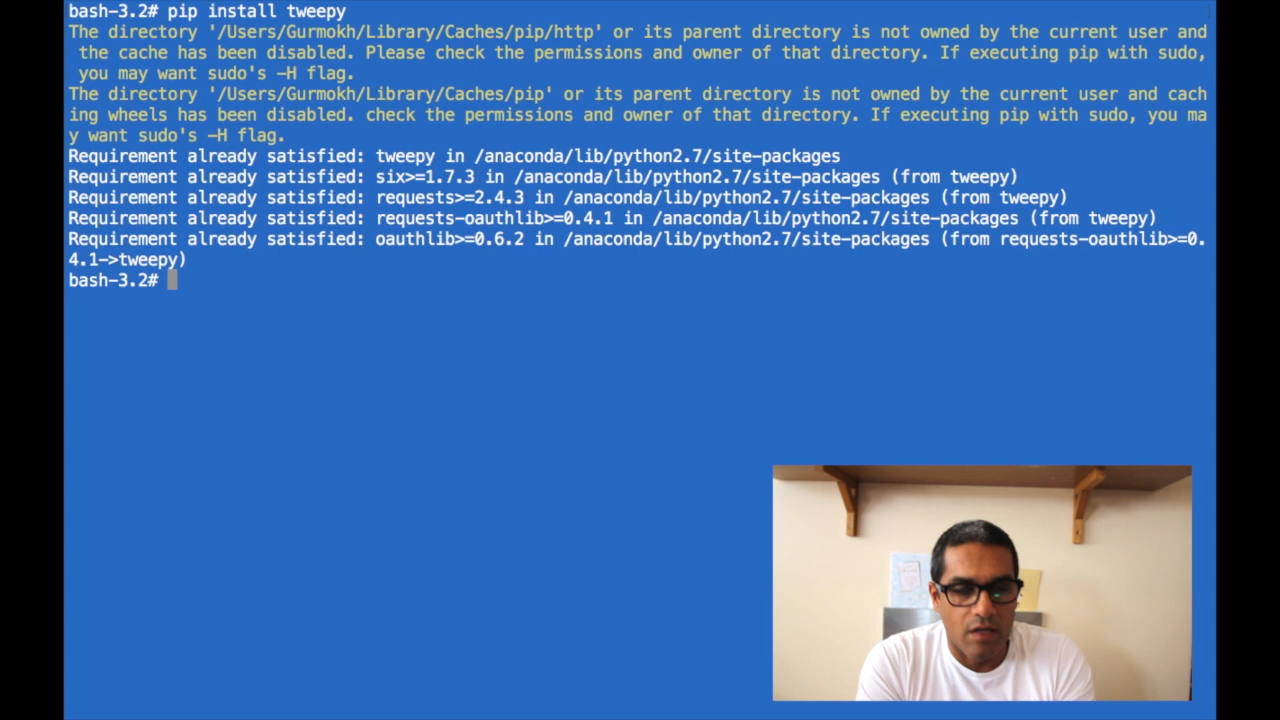 bash-3.2# pip install tweepy
The directory '/Users/Gurmokh/Library/Caches/pip/http' or its parent directory is not owned by the current user and
the cache has been disabled. Please check the permissions and owner of that directory. If executing pip with sudo,
you may want sudo's -H flag.
The directory '/Users/Gurmokh/Library/Caches/pip' or its parent directory is not owned by the current user and cach
ing wheels has been disabled. check the permissions and owner of that directory. If executing pip with sudo, you ma
y want sudo's -H flag.
Requirement already satisfied: tweepy in /anaconda/lib/python2.7/site-packages
Requirement already satisfied: six>=1.7.3 in /anaconda/lib/python2.7/site-packages (from tweepy)
Requirement already satisfied: requests>=2.4.3 in /anaconda/lib/python2.7/site-packages (from tweepy)
Requirement already satisfied: requests-oauthlib>=0.4.1 in /anaconda/lib/python2.7/site-packages (from tweepy)
Requirement already satisfied: oauthlib>=0.6.2 in /anaconda/lib/python2.7/site-packages (from requests-oauthlib>=0.
4.1->tweepy)
bash-3.2#